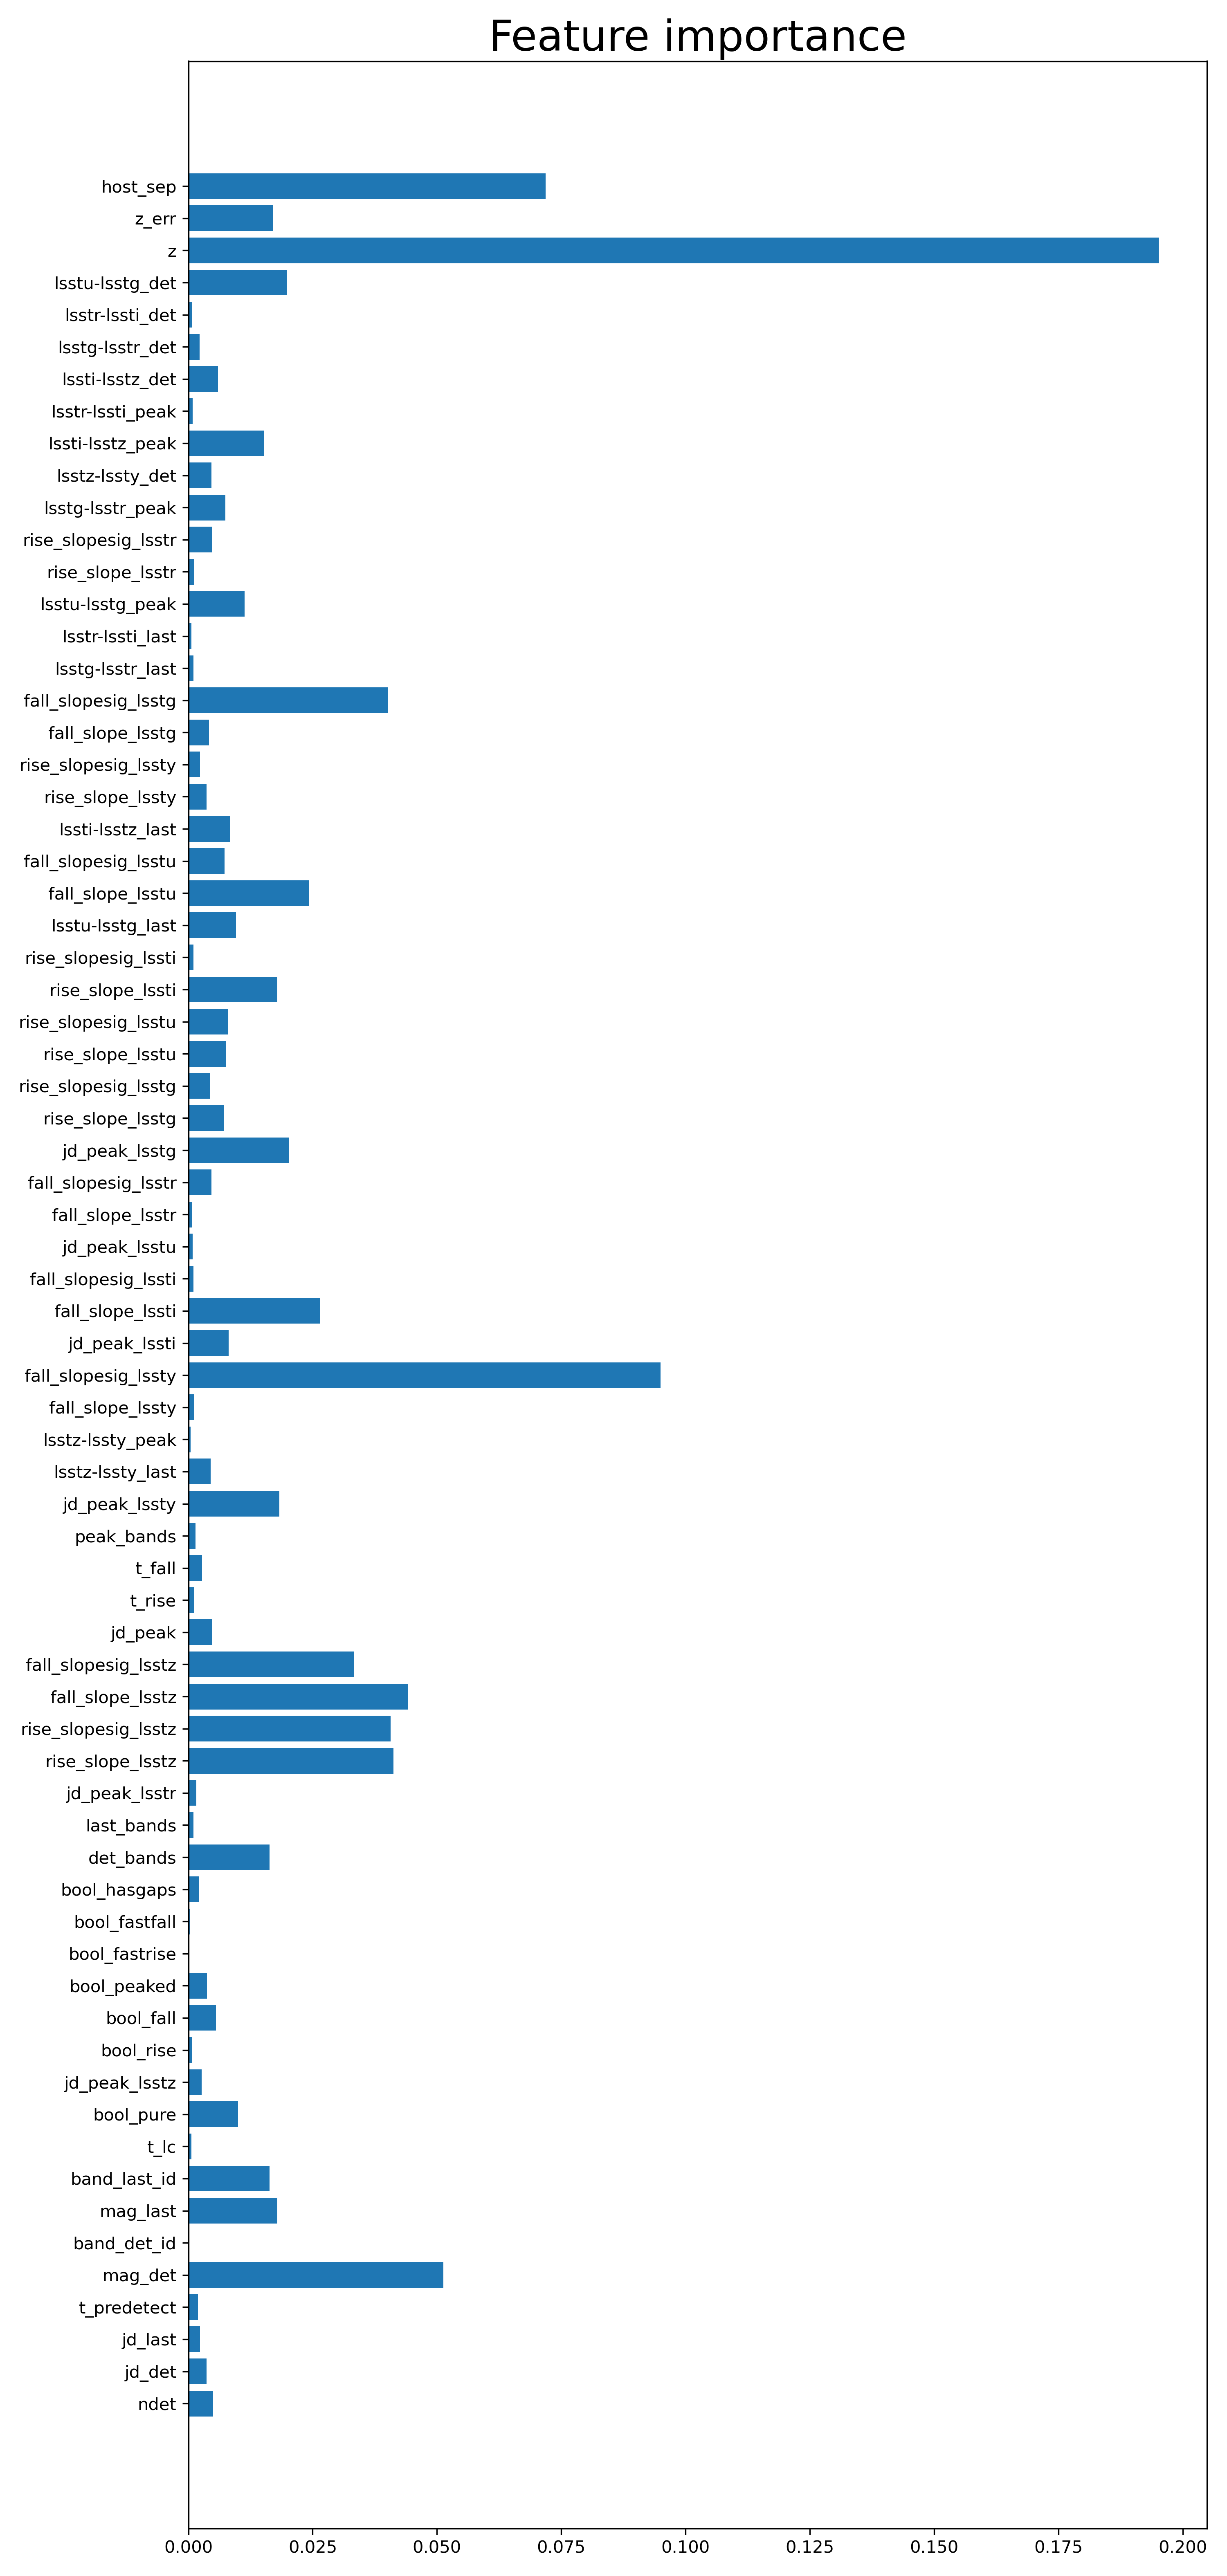 Feature importance
host_sep
z_err
z
lsstu-lsstg_det
lsstr-lssti_det
lsstg-lsstr_det
lssti-lsstz_det
lsstr-lssti_peak
lssti-lsstz_peak
lsstz-lssty_det
lsstg-lsstr_peak
rise_slopesig_lsstr
rise_slope_lsstr
lsstu-lsstg_peak
lsstr-lssti_last
lsstg-lsstr_last
fall_slopesig_lsstg
fall_slope_lsstg
rise_slopesig_lssty
rise_slope_lssty
lssti-lsstz_last
fall_slopesig_lsstu
fall_slope_lsstu
lsstu-lsstg_last
rise_slopesig_lssti
rise_slope_lssti
rise_slopesig_lsstu
rise_slope_lsstu
rise_slopesig_lsstg
rise_slope_lsstg
jd_peak_lsstg
fall_slopesig_lsstr
fall_slope_lsstr
jd_peak_lsstu
fall_slopesig_lssti
fall_slope_lssti
jd_peak_lssti
fall_slopesig_lssty
fall_slope_lssty
lsstz-lssty_peak
lsstz-lssty_last
jd_peak_lssty
peak_bands
t_fall
t_rise
jd_peak
fall_slopesig_lsstz
fall_slope_lsstz
rise_slopesig_lsstz
rise_slope_lsstz
jd_peak_lsstr
last_bands
det_bands
bool_hasgaps
bool_fastfall
bool_fastrise
bool_peaked
bool_fall
bool_rise
jd_peak_lsstz
bool_pure
t_lc
band_last_id
mag_last
band_det_id
mag_det
t_predetect
jd_last
jd_det
ndet
0.000 0.025 0.050 0.075 0.100 0.125 0.150 0.175 0.200